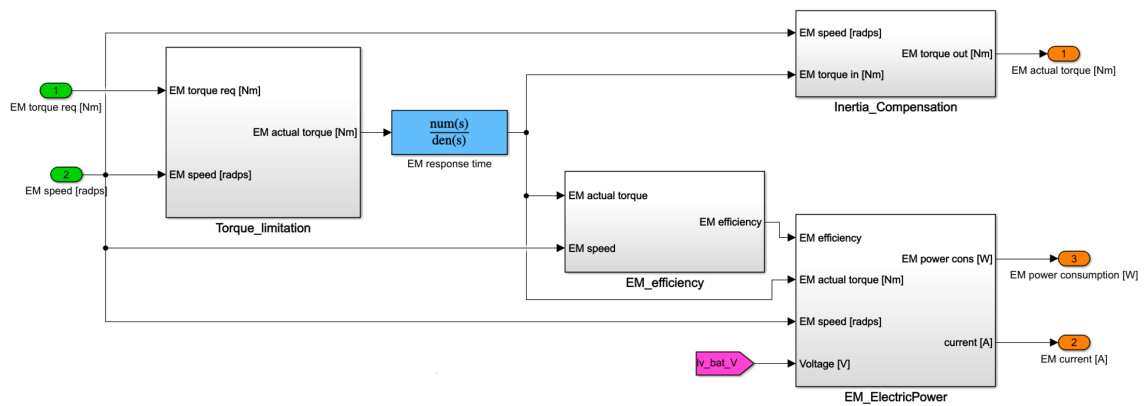 EM speed [radps]
EM torque out [Nm]
EM torque in [Nm]
Inertia_Compensation
1
EM actual torque [Nm]
1
EM torque req [Nm]
2
EM speed [radps]
EM torque req [Nm]
EM actual torque [Nm]
EM speed [radps]
Torque_limitation
num(s)
den(s)
EM response time
EM actual torque
EM efficiency
EM speed
EM_efficiency
EM efficiency
EM power cons [W]
EM actual torque [Nm]
EM speed [radps]
current [A]
Voltage [V]
EM_ElectricPower
lv_bat_V
3
EM power consumption [W]
2
EM current [A]